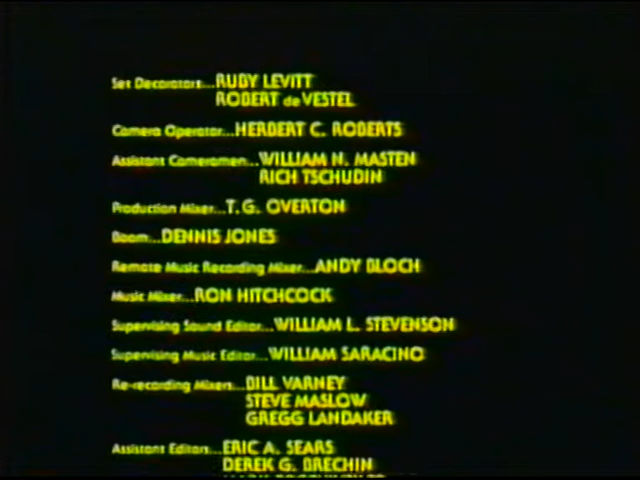 Set Decorators...RUBY LEVITT
ROBERT de VESTEL
Camera Operator...HERBERT C. ROBERTS
Assistant Cameramen...WILLIAM N. MASTEN
RICH TSCHUDIN
Production Mixer...T.G. OVERTON
Boom...DENNIS JONES
Remote Music Recording Mixer...ANDY BLOCH
Music Mixer...RON HITCHCOCK
Supervising Sound Editor...WILLIAM L. STEVENSON
Supervising Music Editor...WILLIAM SARACINO
Re-recording Mixers...BILL VARNEY
STEVE MASLOW
GREGG LANDAKER
Assistant Editors...ERIC A. SEARS
DEREK G. BRECHIN